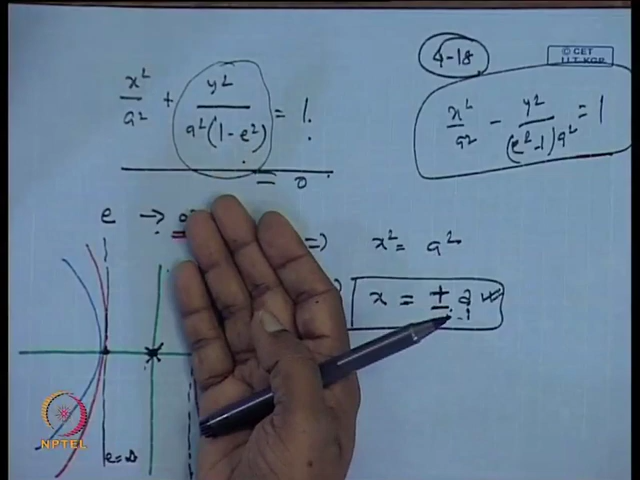 4-18
© CET
I.I.T. KGP
x²/a² + y²/a²(1-e²) = 1.
x²/a² - y²/(e²-1)a² = 1
= 0
e →
⇒ x² = a²
x = ± a
e=∞
NPTEL